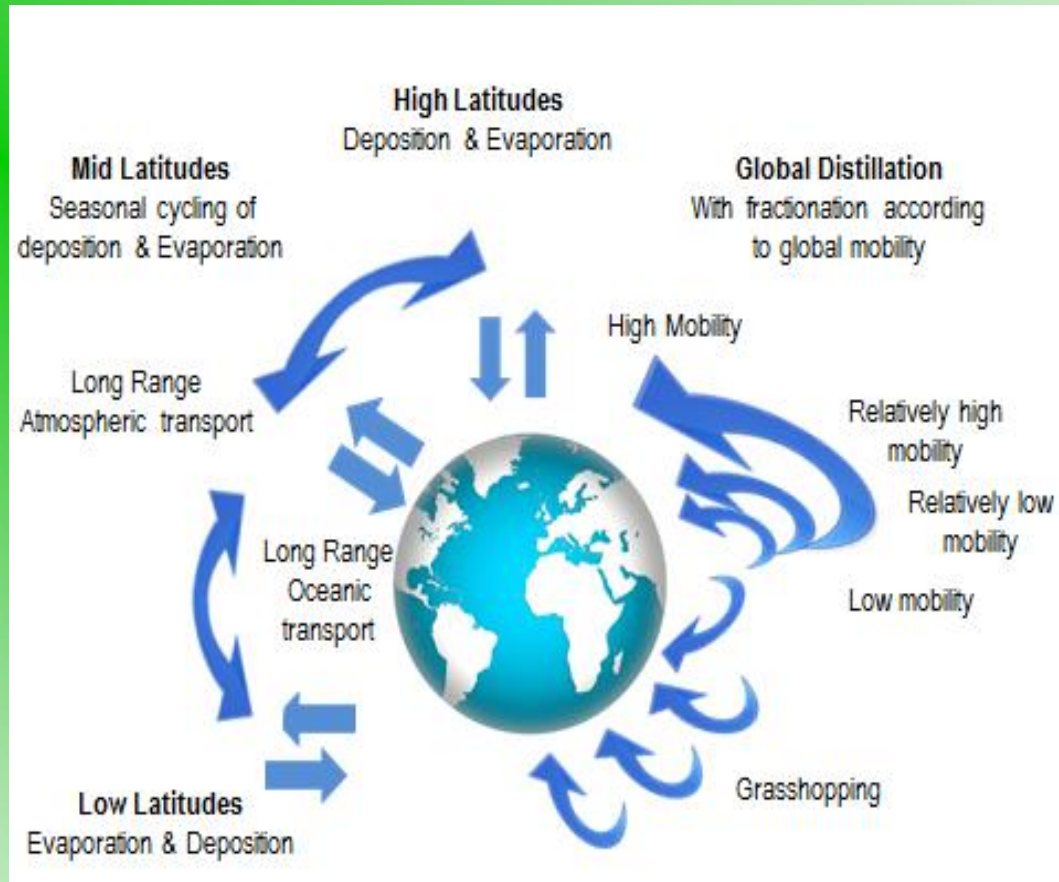 High Latitudes
Deposition & Evaporation
Mid Latitudes
Seasonal cycling of
deposition & Evaporation
Global Distillation
With fractionation according
to global mobility
High Mobility
Long Range
Atmospheric transport
Relatively high
mobility
Relatively low
mobility
Long Range
Oceanic
transport
Low mobility
Grasshopping
Low Latitudes
Evaporation & Deposition